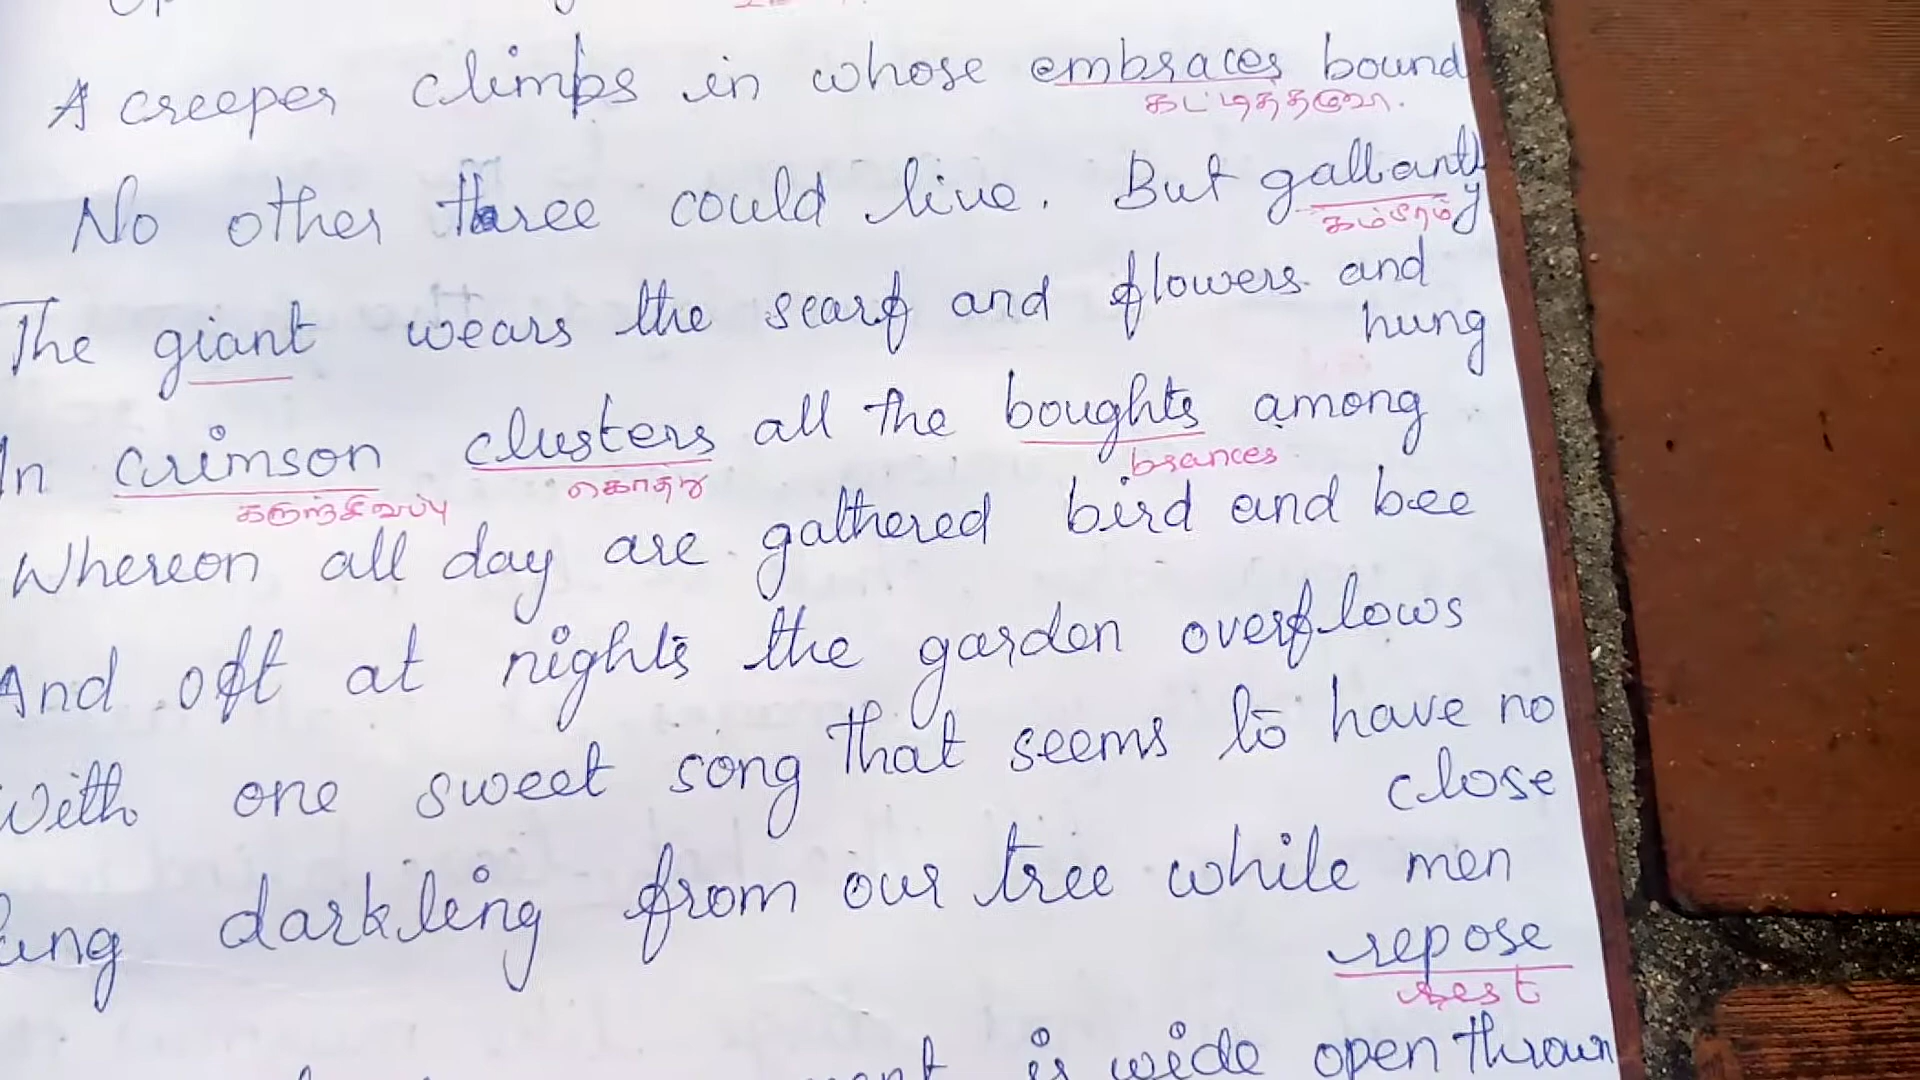 A creeper climbs in whose embraces bound
கட்டித்தழுவி.
No other three could live. But gallantly
கம்பீரம்
The giant wears the scarf and flowers and
hung
In crimson clusters all the boughts among
கருஞ்சிவப்பு கொத்து brances
Whereon all day are gathered bird and bee
And oft at nights the garden overflows
With one sweet song that seems to have no
close
ung darkling from our tree while men
repose
rest
is wide open thrown